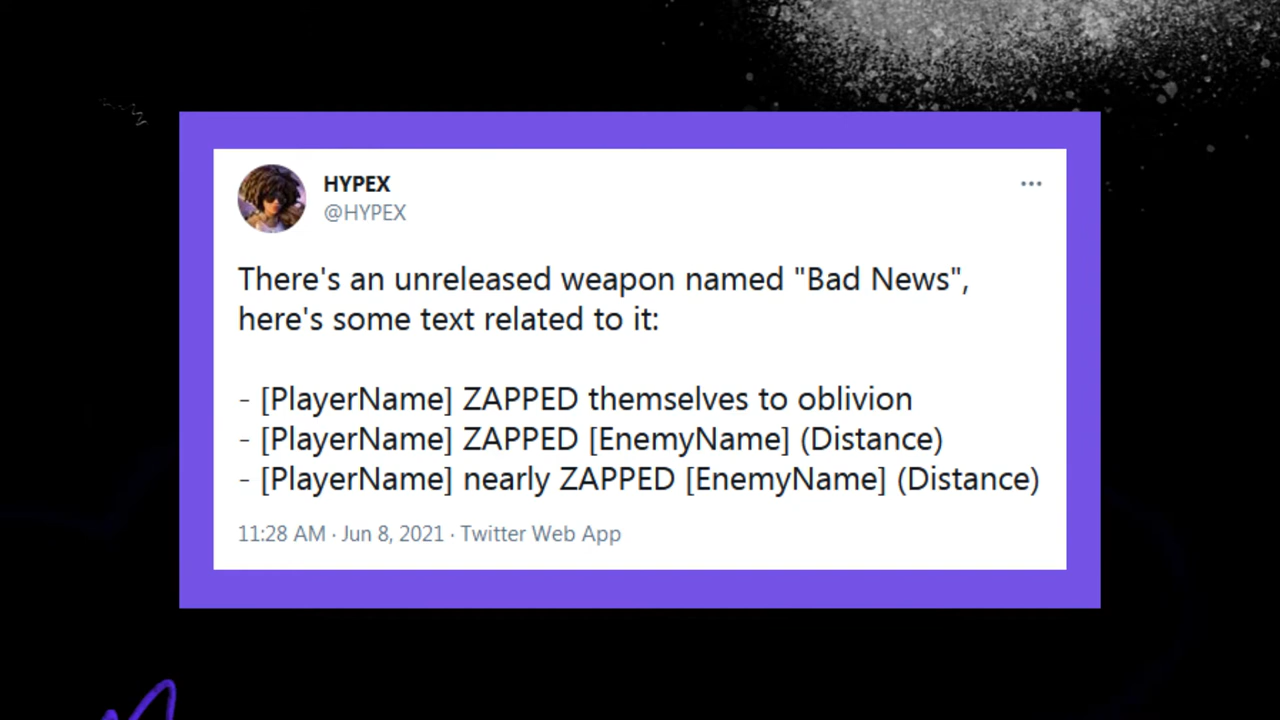 HYPEX
@HYPEX
There's an unreleased weapon named "Bad News",
here's some text related to it:
- [PlayerName] ZAPPED themselves to oblivion
- [PlayerName] ZAPPED [EnemyName] (Distance)
- [PlayerName] nearly ZAPPED [EnemyName] (Distance)
11:28 AM · Jun 8, 2021 · Twitter Web App